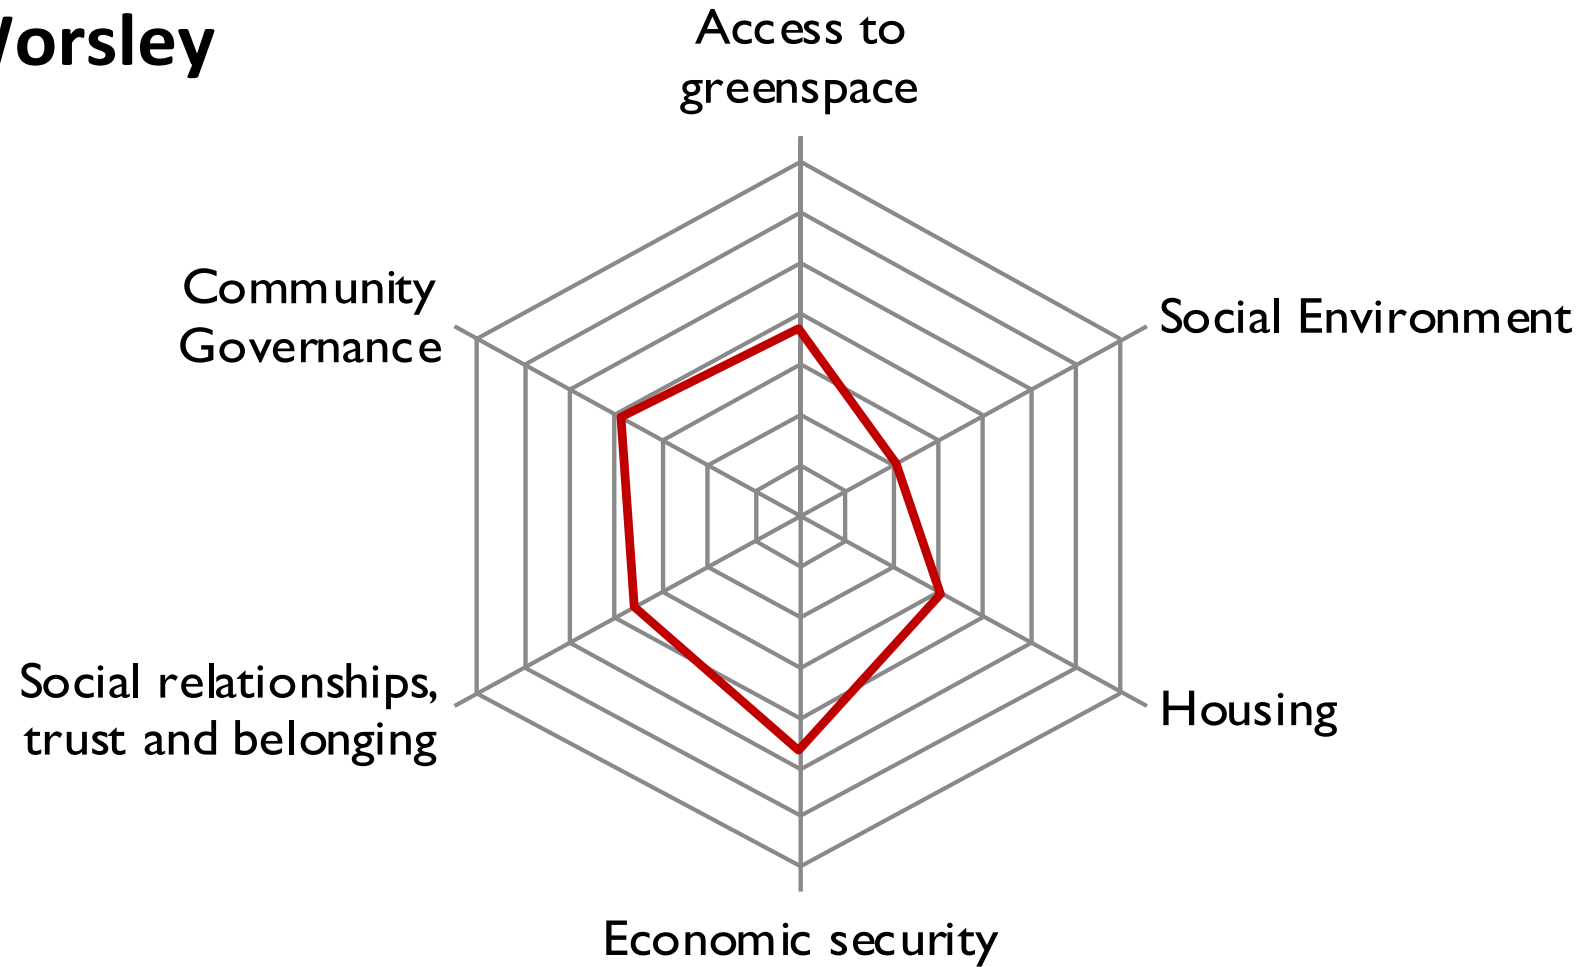 orsley
Access to
greenspace
Community
Governance
Social Environment
Social relationships,
trust and belonging
Housing
Economic security